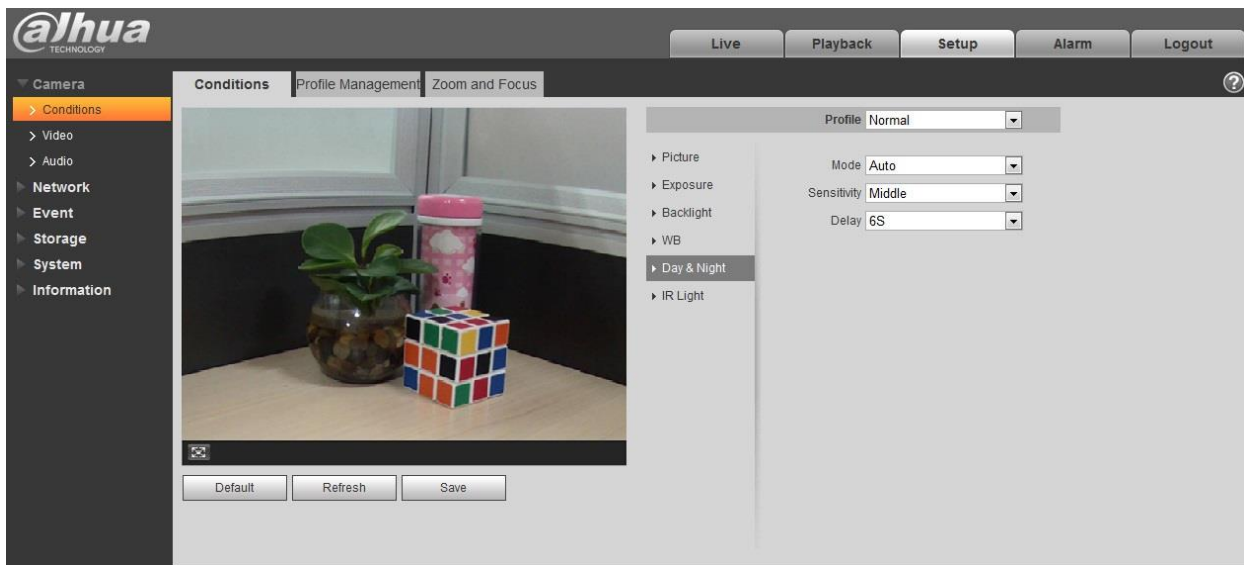 alhua
TECHNOLOGY
Live
Playback
Setup
Alarm
Logout
Camera
Conditions
Video
Audio
Network
Event
Storage
System
Information
Conditions
Profile Management
Zoom and Focus
?
Default
Refresh
Save
Profile Normal
Picture
Exposure
Backlight
WB
Day & Night
IR Light
Mode Auto
Sensitivity Middle
Delay 6S